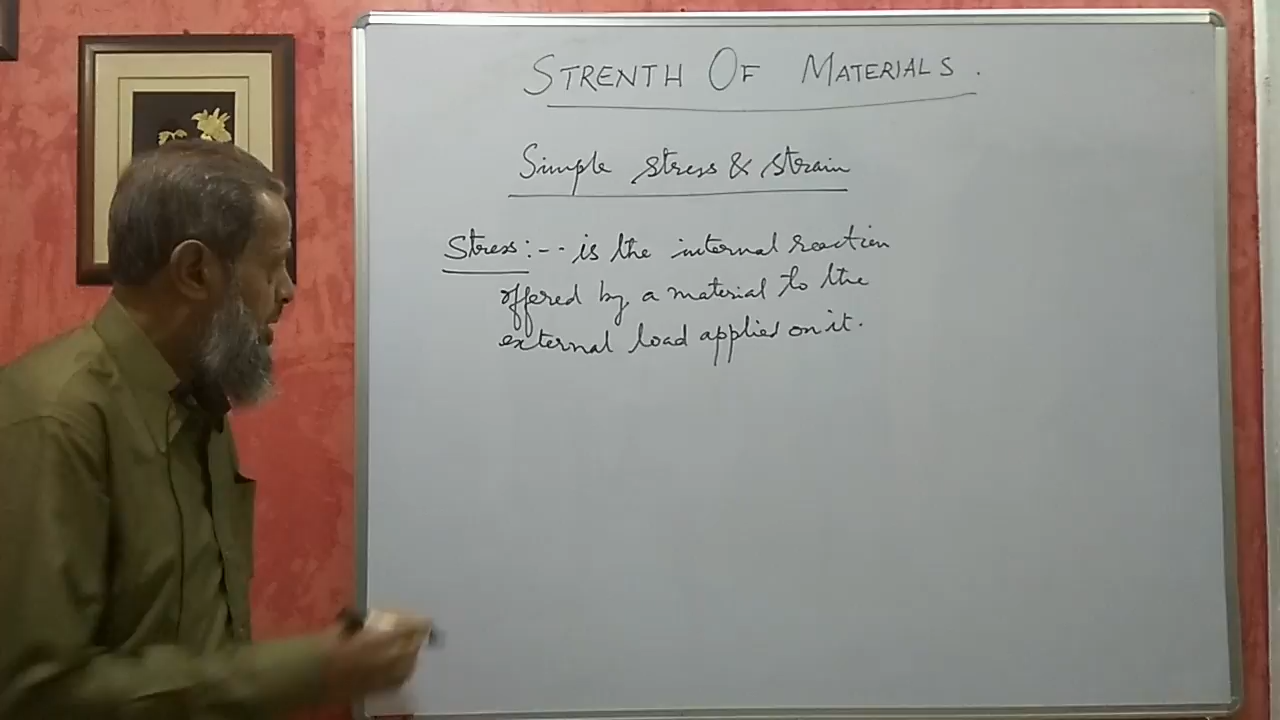 STRENTH OF MATERIALS.
Simple stress & strain
Stress:-- is the internal reaction
offered by a material to the
external load applied on it.